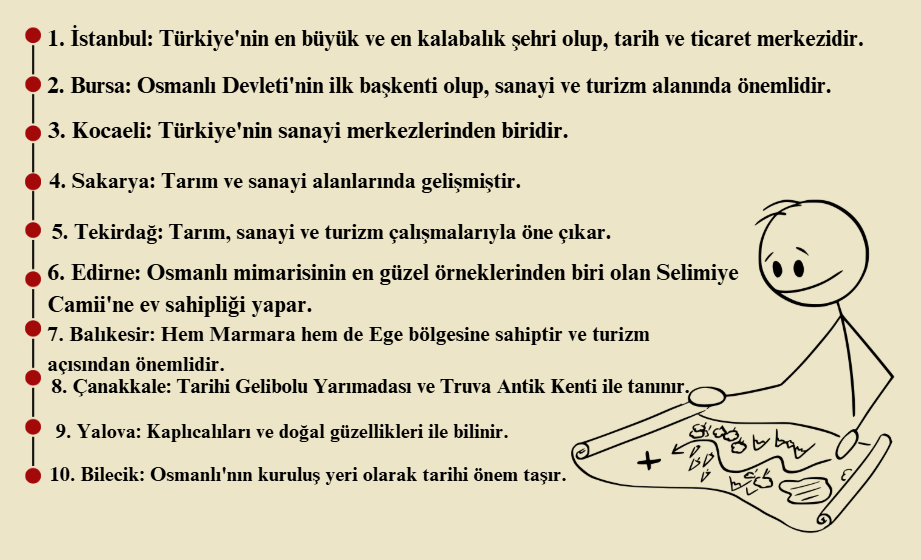 1. İstanbul: Türkiye'nin en büyük ve en kalabalık şehri olup, tarih ve ticaret merkezidir.
2. Bursa: Osmanlı Devleti'nin ilk başkenti olup, sanayi ve turizm alanında önemlidir.
3. Kocaeli: Türkiye'nin sanayi merkezlerinden biridir.
4. Sakarya: Tarım ve sanayi alanlarında gelişmiştir.
5. Tekirdağ: Tarım, sanayi ve turizm çalışmalarıyla öne çıkar.
6. Edirne: Osmanlı mimarisinin en güzel örneklerinden biri olan Selimiye
Camii'ne ev sahipliği yapar.
7. Balıkesir: Hem Marmara hem de Ege bölgesine sahiptir ve turizm
açısından önemlidir.
8. Çanakkale: Tarihi Gelibolu Yarımadası ve Truva Antik Kenti ile tanınır.
9. Yalova: Kaplıcalıları ve doğal güzellikleri ile bilinir.
10. Bilecik: Osmanlı'nın kuruluş yeri olarak tarihi önem taşır.